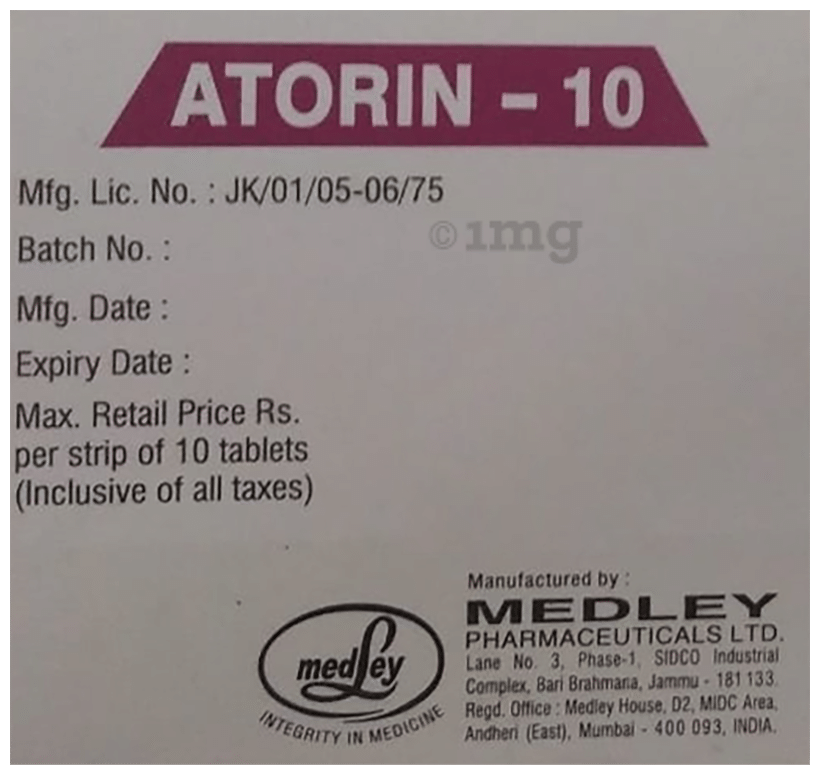 ATORIN - 10
Mfg. Lic. No. : JK/01/05-06/75
© 1mg
Batch No. :
Mfg. Date :
Expiry Date :
Max. Retail Price Rs.
per strip of 10 tablets
(Inclusive of all taxes)
Manufactured by :
MEDLEY
PHARMACEUTICALS LTD.
Lane No. 3, Phase-1, SIDCO Industrial
Complex, Bari Brahmana, Jammu - 181 133.
Regd. Office : Medley House, D2, MIDC Area,
Andheri (East), Mumbai - 400 093, INDIA.
medley
INTEGRITY IN MEDICINE